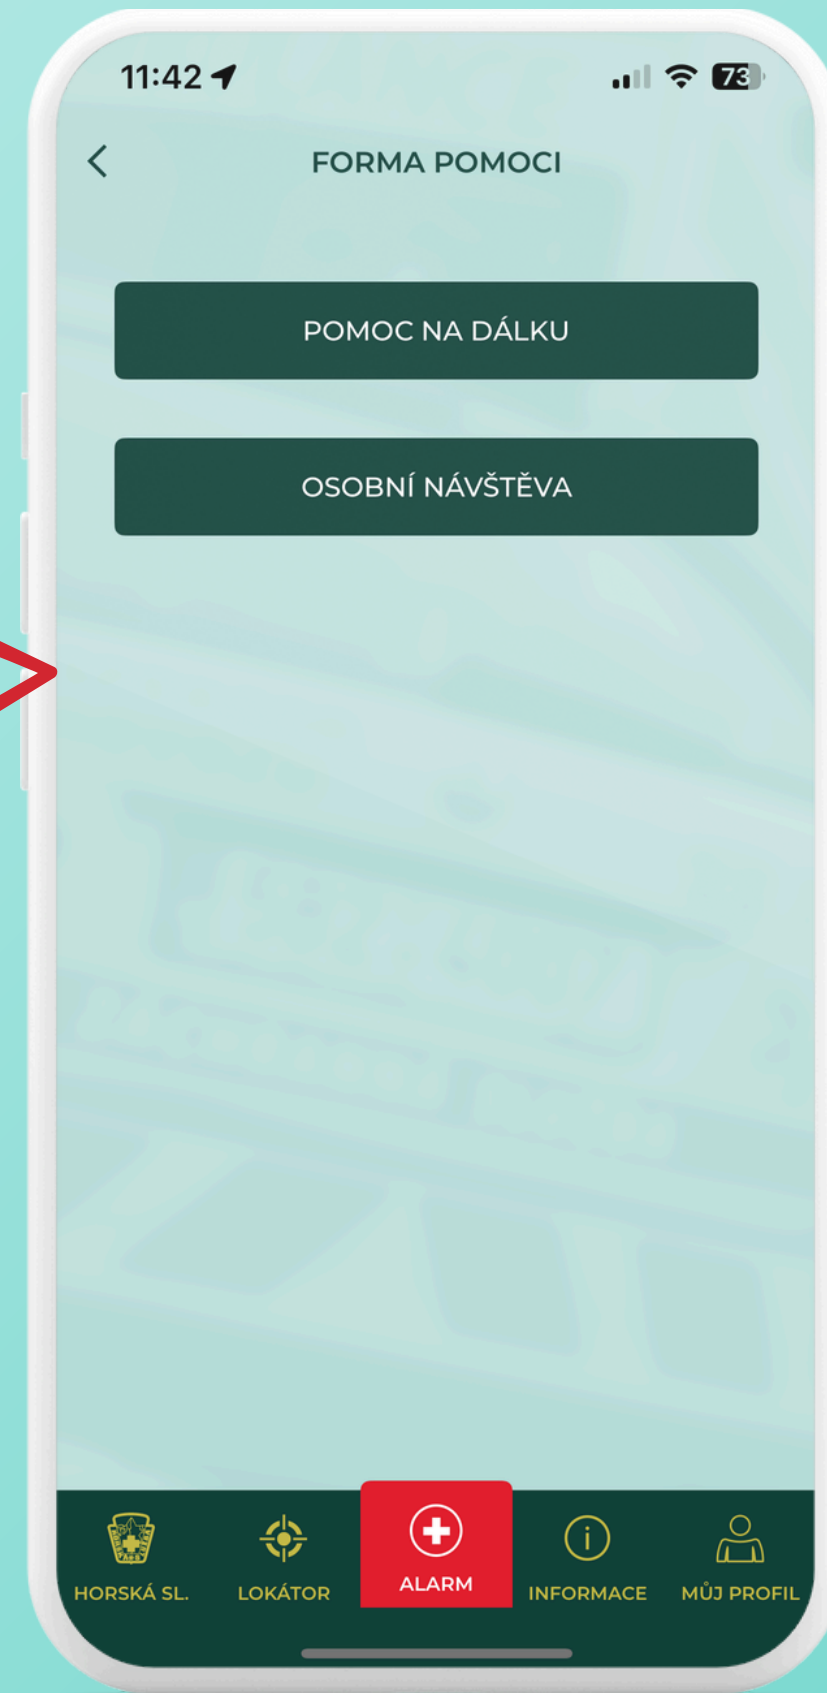 11:42
73
FORMA POMOCI
POMOC NA DÁLKU
OSOBNÍ NÁVŠTĚVA
HORSKÁ SL.
LOKÁTOR
ALARM
INFORMACE
MŮJ PROFIL